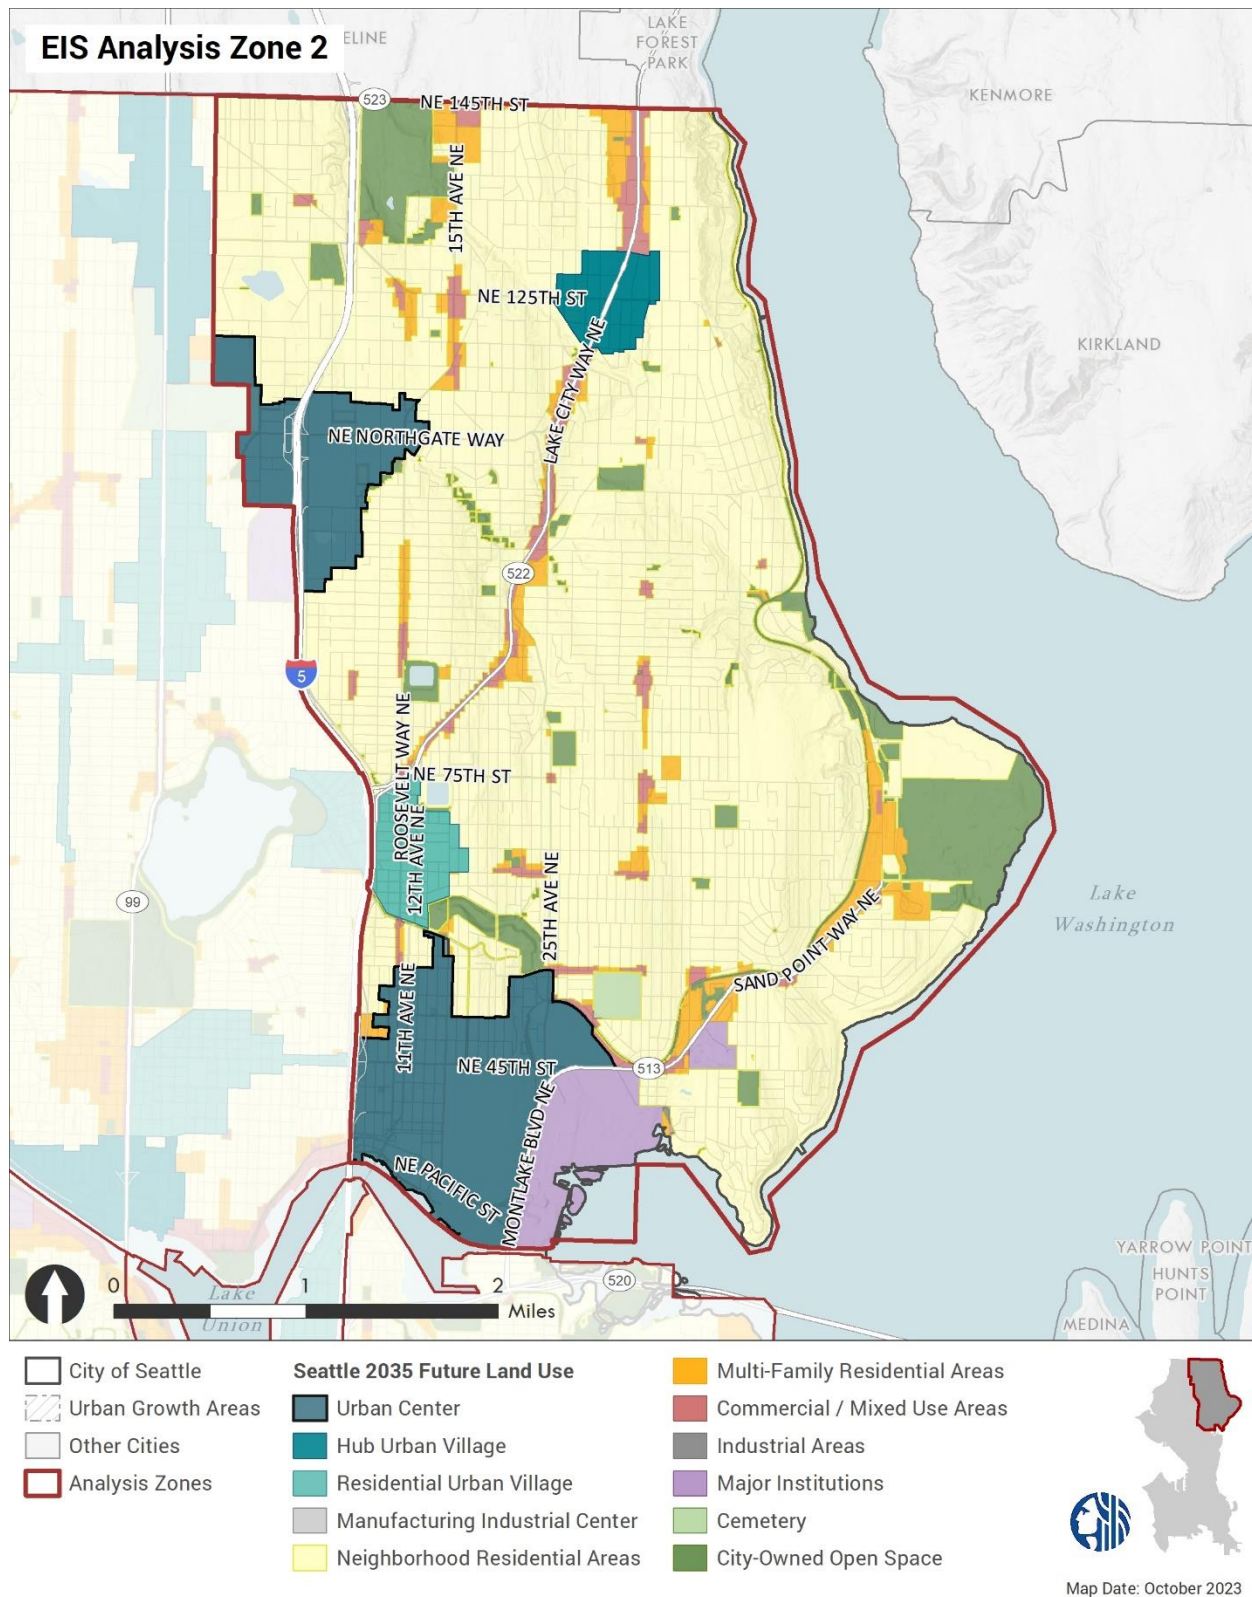 EIS Analysis Zone 2
ELINE
LAKE
FOREST
PARK
KENMORE
523
NE 145TH ST
15TH AVE NE
NE 125TH ST
KIRKLAND
LAKE CITY WAY NE
NE NORTHGATE WAY
522
5
ROOSEVELT WAY NE
NE 75TH ST
12TH AVE NE
25TH AVE NE
99
Lake
Washington
SAND POINT WAY NE
11TH AVE NE
NE 45TH ST
513
MONTLAKE BLVD NE
NE PACIFIC ST
YARROW POINT
HUNTS
POINT
MEDINA
520
Lake
Union
0 1 2
Miles
City of Seattle
Urban Growth Areas
Other Cities
Analysis Zones
Seattle 2035 Future Land Use
Urban Center
Hub Urban Village
Residential Urban Village
Manufacturing Industrial Center
Neighborhood Residential Areas
Multi-Family Residential Areas
Commercial / Mixed Use Areas
Industrial Areas
Major Institutions
Cemetery
City-Owned Open Space
Map Date: October 2023